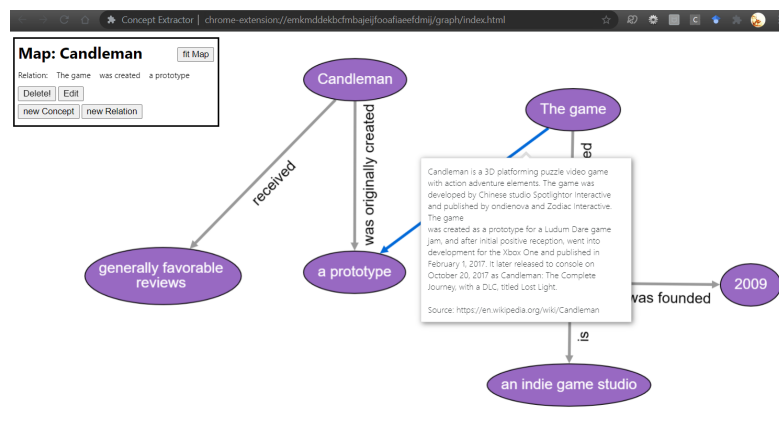 Concept Extractor | chrome-extension://emkmddekbcfmbajeijfooafiaeefdmij/graph/index.html
Map: Candleman
fit Map
Relation: The game was created a prototype
Delete! Edit
new Concept new Relation
Candleman
The game
received
was originally created
ed
Candleman is a 3D platforming puzzle video game
with action adventure elements. The game was
developed by Chinese studio Spotlightor Interactive
and published by ondienova and Zodiac Interactive.
The game
was created as a prototype for a Ludum Dare game
jam, and after initial positive reception, went into
development for the Xbox One and published in
February 1, 2017. It later released to console on
October 20, 2017 as Candleman: The Complete
Journey, with a DLC, titled Lost Light.
Source: https://en.wikipedia.org/wiki/Candleman
generally favorable
reviews
a prototype
was founded
2009
is
an indie game studio